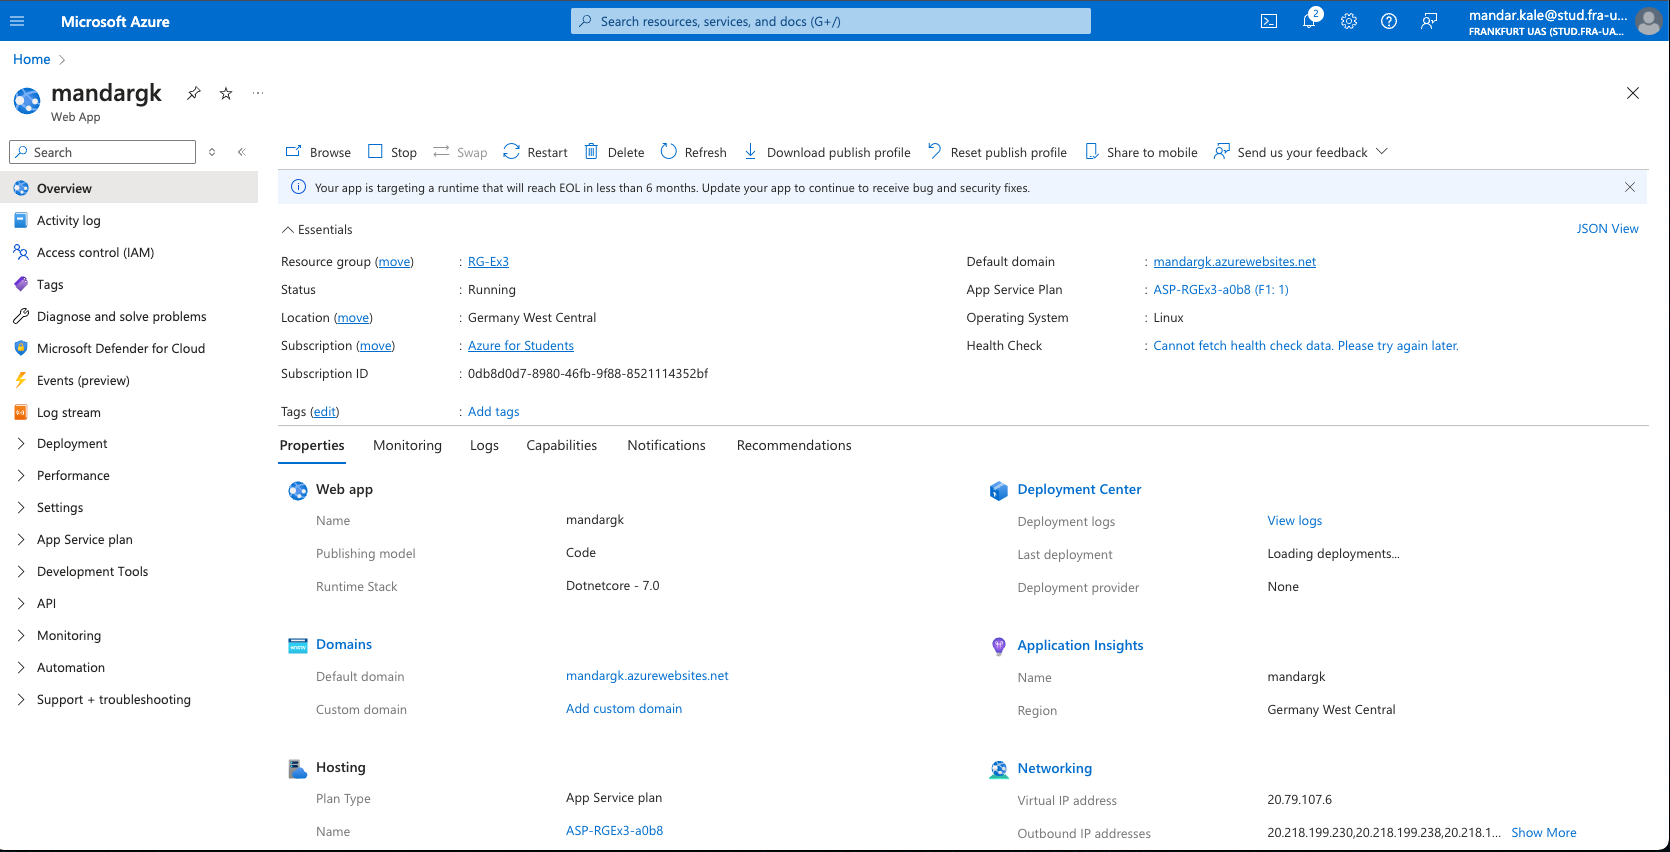 Microsoft Azure
Search resources, services, and docs (G+/)
2
mandar.kale@stud.fra-u...
FRANKFURT UAS (STUD.FRA-UA...
Home
mandargk
Web App
Search
Browse Stop Swap Restart Delete Refresh Download publish profile Reset publish profile Share to mobile Send us your feedback
Overview
Activity log
Access control (IAM)
Tags
Diagnose and solve problems
Microsoft Defender for Cloud
Events (preview)
Log stream
Deployment
Performance
Settings
App Service plan
Development Tools
API
Monitoring
Automation
Support + troubleshooting
Your app is targeting a runtime that will reach EOL in less than 6 months. Update your app to continue to receive bug and security fixes.
Essentials
JSON View
Resource group (move) : RG-Ex3
Status : Running
Location (move) : Germany West Central
Subscription (move) : Azure for Students
Subscription ID : 0db8d0d7-8980-46fb-9f88-8521114352bf
Tags (edit) : Add tags
Default domain : mandargk.azurewebsites.net
App Service Plan : ASP-RGEx3-a0b8 (F1: 1)
Operating System : Linux
Health Check : Cannot fetch health check data. Please try again later.
Properties Monitoring Logs Capabilities Notifications Recommendations
Web app
Name mandargk
Publishing model Code
Runtime Stack Dotnetcore - 7.0
Domains
Default domain mandargk.azurewebsites.net
Custom domain Add custom domain
Hosting
Plan Type App Service plan
Name ASP-RGEx3-a0b8
Deployment Center
Deployment logs View logs
Last deployment Loading deployments...
Deployment provider None
Application Insights
Name mandargk
Region Germany West Central
Networking
Virtual IP address 20.79.107.6
Outbound IP addresses 20.218.199.230,20.218.199.238,20.218.1... Show More